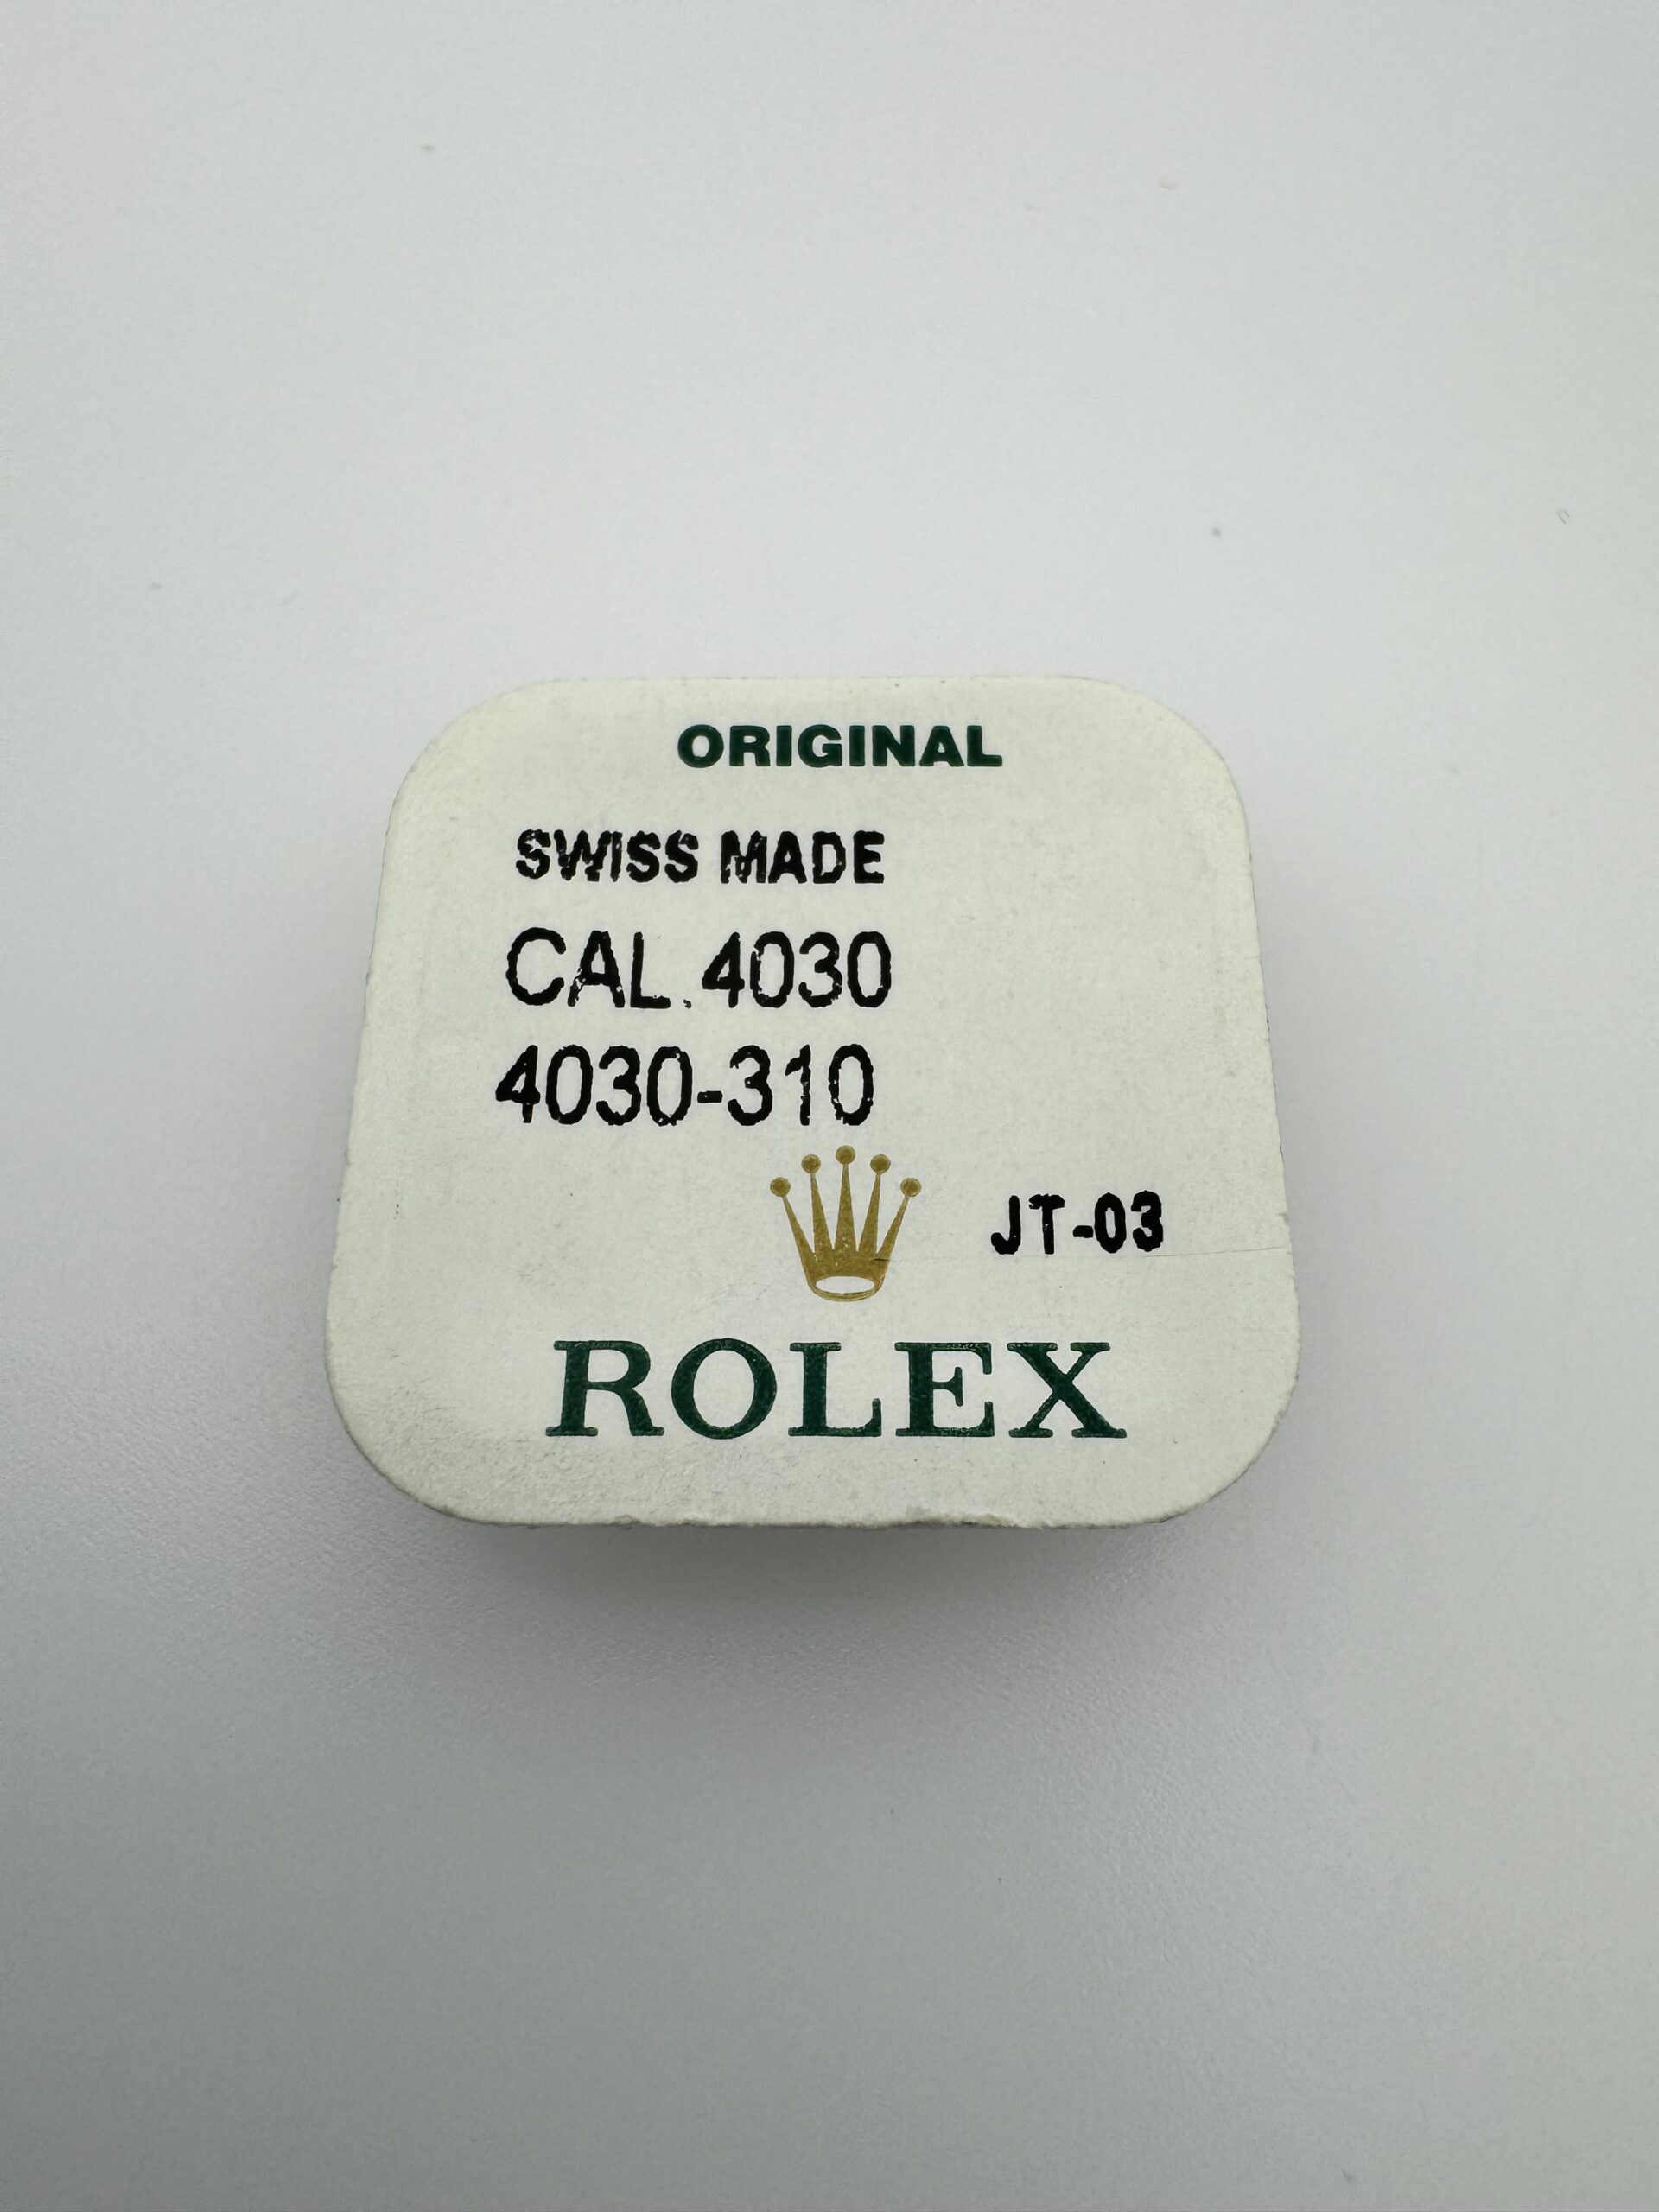 ORIGINAL
SWISS MADE
CAL.4030
4030-310
JT-03
ROLEX